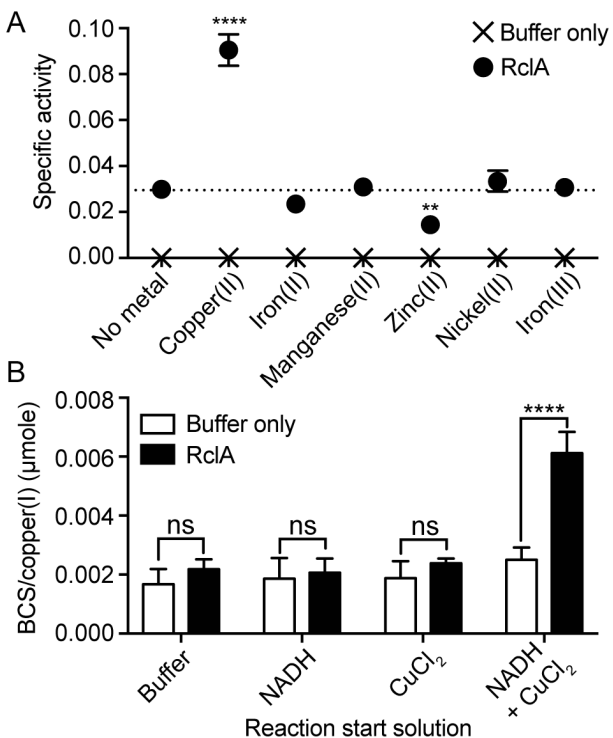 A
Specific activity
0.10
0.08
0.06
0.04
0.02
0.00
****
**
Buffer only
RclA
No metal
Copper(II)
Iron(II)
Manganese(II)
Zinc(II)
Nickel(II)
Iron(III)
B
BCS/copper(I) (μmole)
0.008
0.006
0.004
0.002
0.000
Buffer only
RclA
ns
ns
ns
****
Buffer
NADH
CuCl₂
NADH
+ CuCl₂
Reaction start solution